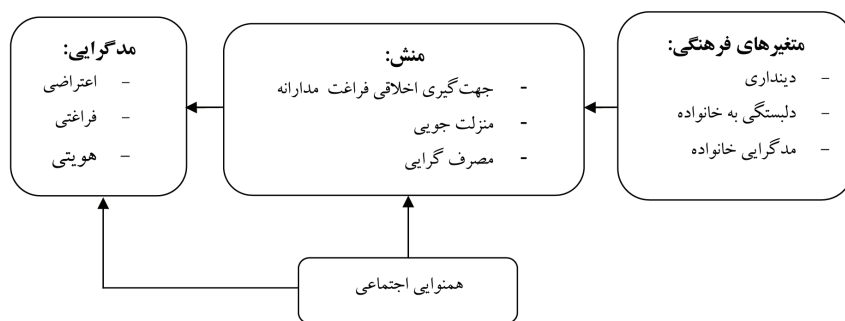 متغیرهای فرهنگی:
- دینداری
- دلبستگی به خانواده
- مدگرایی خانواده
منش:
- جهت‌گیری اخلاقی فراغت مدارانه
- منزلت جویی
- مصرف گرایی
مدگرایی:
- اعتراضی
- فراغتی
- هویتی
همنوایی اجتماعی